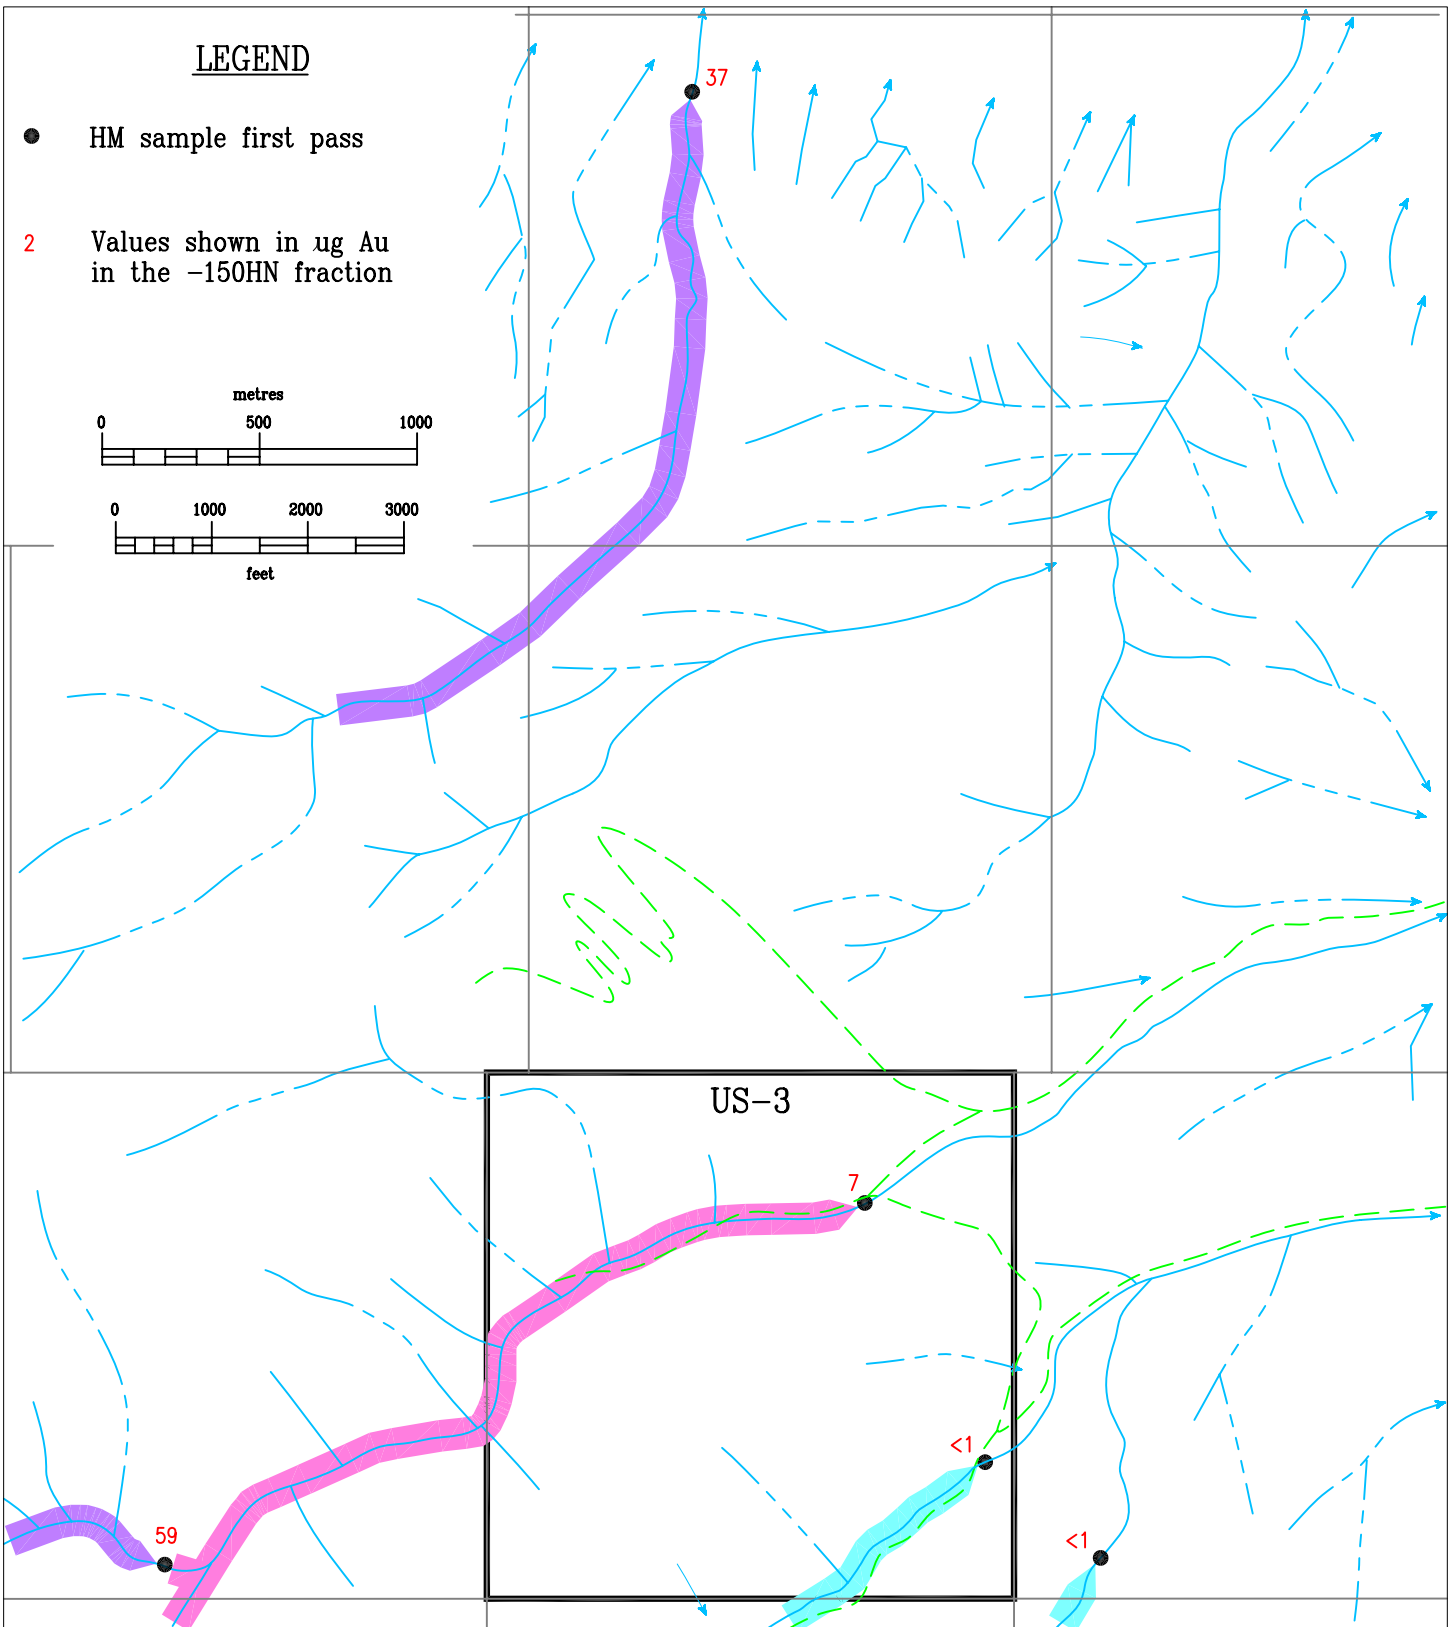 LEGEND
HM sample first pass
2 Values shown in ug Au
in the -150HN fraction
metres
0 500 1000
0 1000 2000 3000
feet
37
US-3
7
<1
59
<1